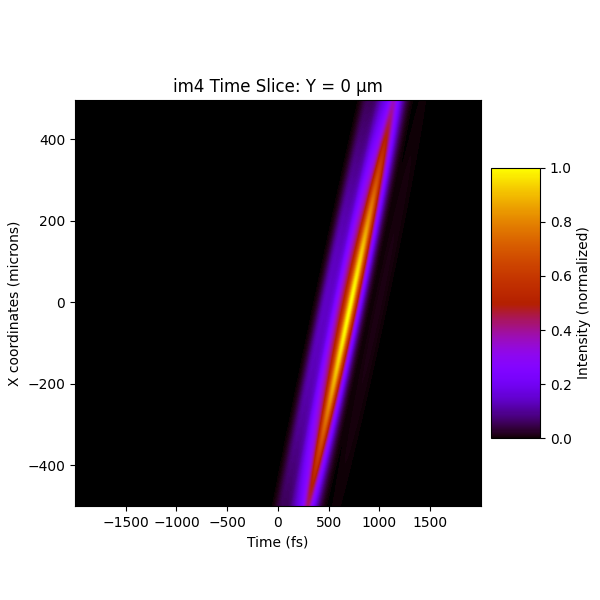 im4 Time Slice: Y = 0 μm
400
200
0
−200
−400
X coordinates (microns)
−1500 −1000 −500 0 500 1000 1500
Time (fs)
1.0
0.8
0.6
0.4
0.2
0.0
Intensity (normalized)